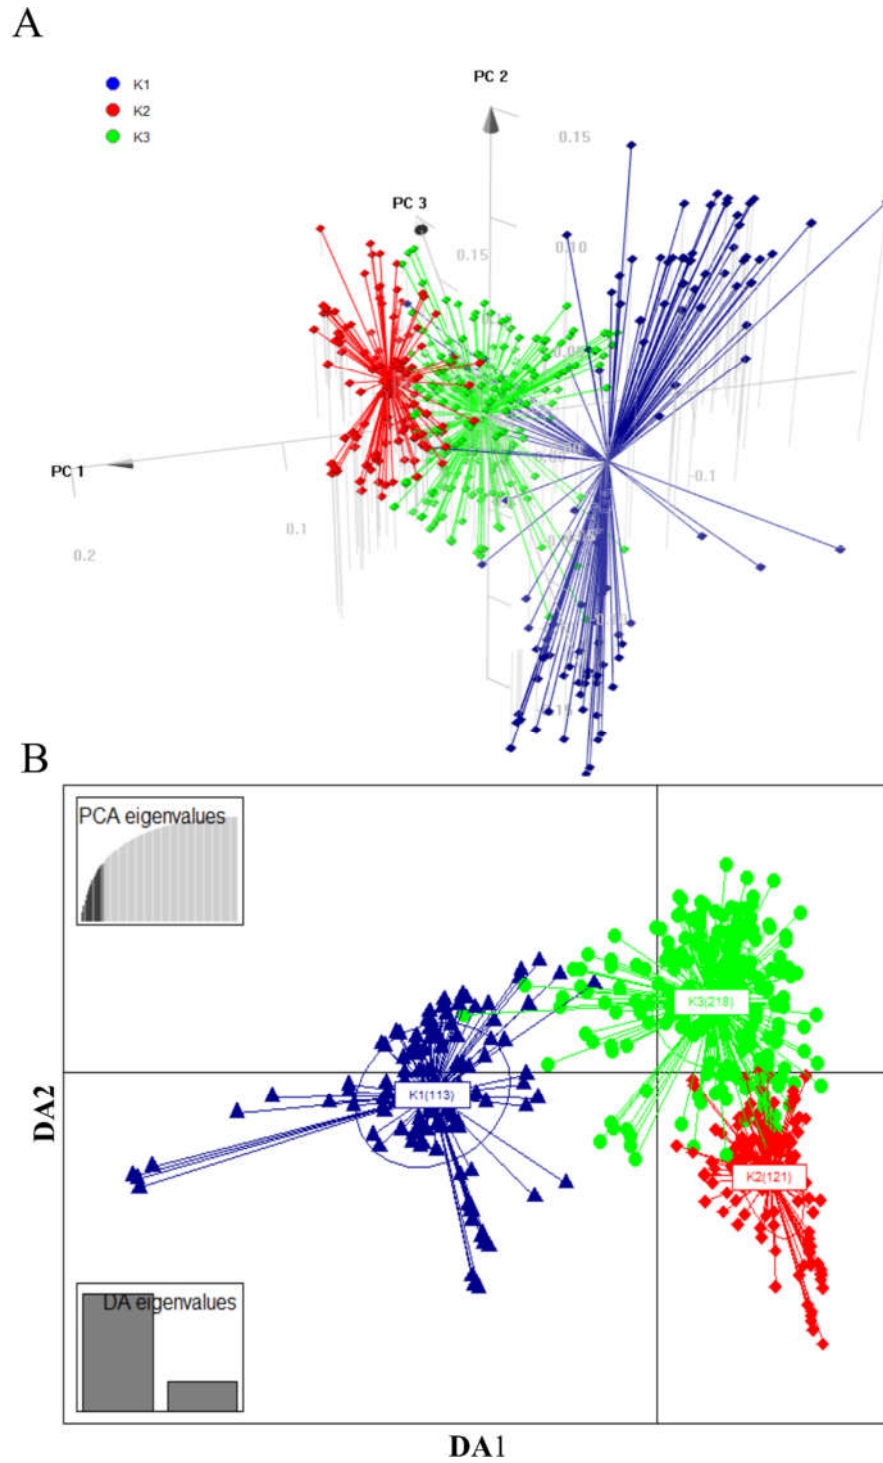 A
PC 2
K1
K2
K3
0.15
PC 3
0.10
0.15
PC 1
-0.1
0.1
0.2
B
PCA eigenvalues
K3(218)
K1(113)
K2(121)
DA2
DA eigenvalues
DA1